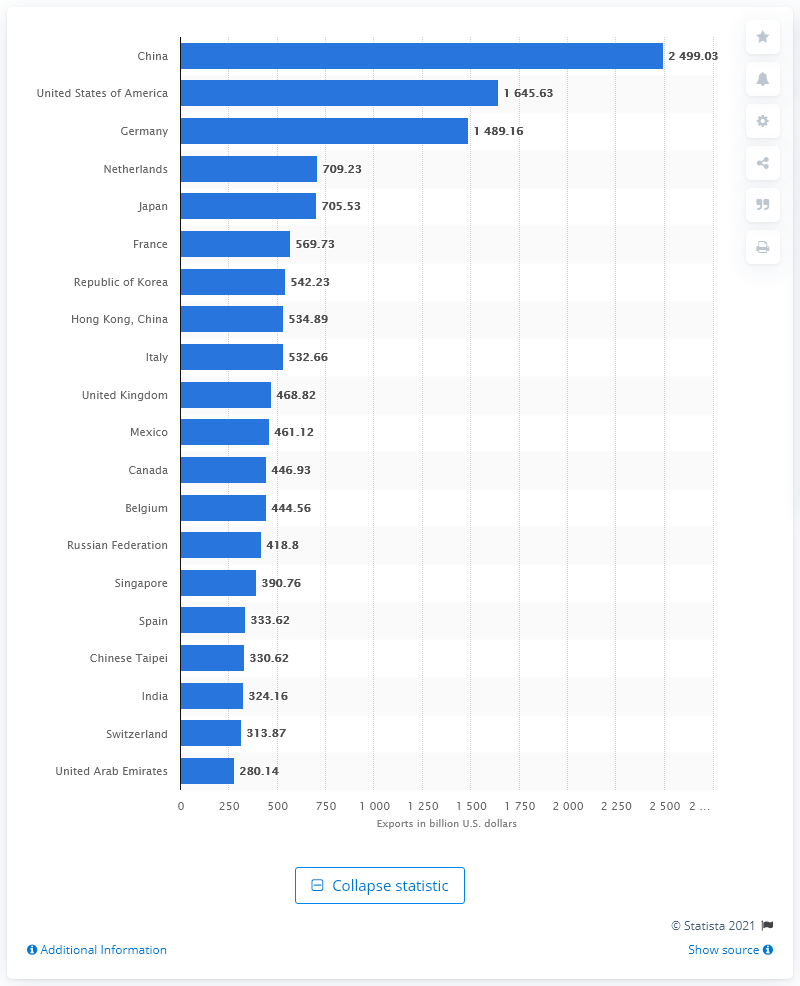 China 2 499.03
United States of America 1 645.63
Germany 1 489.16
Netherlands 709.23
Japan 705.53
France 569.73
Republic of Korea 542.23
Hong Kong, China 534.89
Italy 532.66
United Kingdom 468.82
Mexico 461.12
Canada 446.93
Belgium 444.56
Russian Federation 418.8
Singapore 390.76
Spain 333.62
Chinese Taipei 330.62
India 324.16
Switzerland 313.87
United Arab Emirates 280.14
0 250 500 750 1 000 1 250 1 500 1 750 2 000 2 250 2 500 2 ...
Exports in billion U.S. dollars
Collapse statistic
© Statista 2021
Additional Information Show source